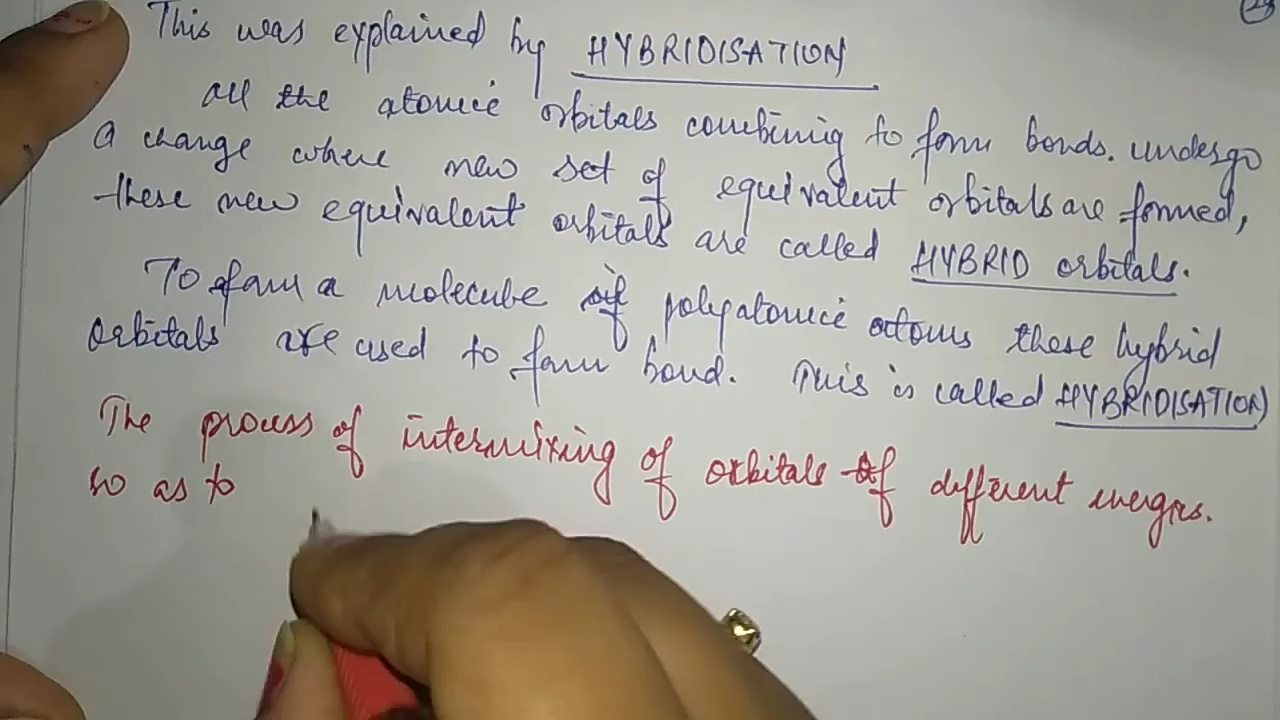 This was explained by HYBRIDISATION
all the atomic orbitals combining to form bonds. undergo
a change where new set of equivalent orbitals are formed,
these new equivalent orbitals are called HYBRID orbitals.
To form a molecule of polyatomic atoms these hybrid
orbitals are used to form bond. This is called HYBRIDISATION
The process of intermixing of orbitals of different energies.
so as to